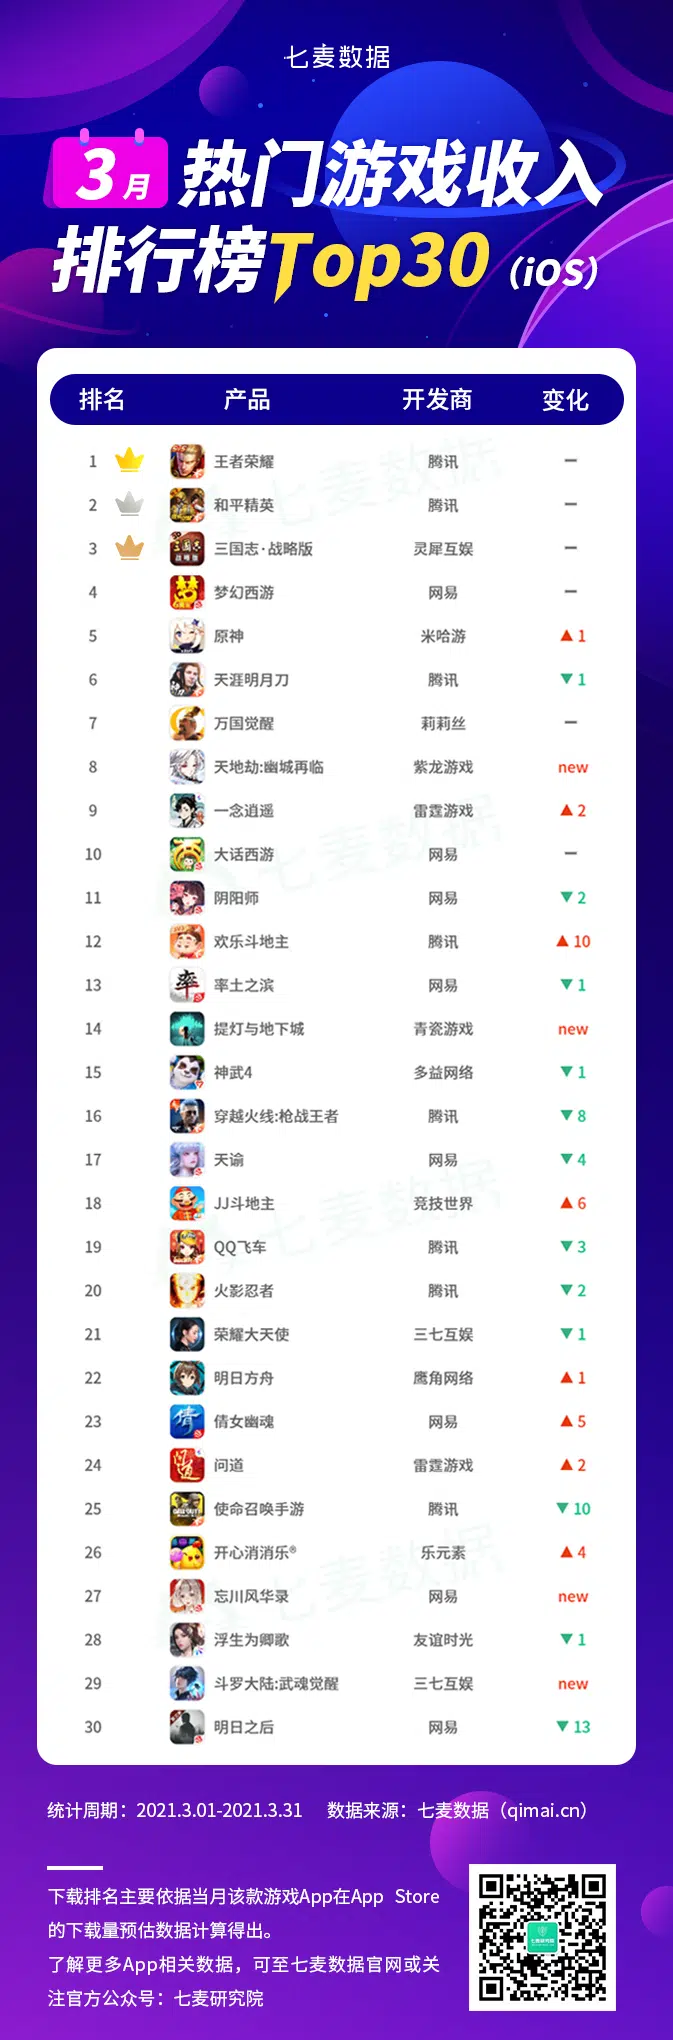 七麦数据
3月 热门游戏收入
排行榜Top30（iOS）
排名 产品 开发商 变化
1 王者荣耀 腾讯 —
2 和平精英 腾讯 —
3 三国志·战略版 灵犀互娱 —
4 梦幻西游 网易 —
5 原神 米哈游 ▲ 1
6 天涯明月刀 腾讯 ▼ 1
7 万国觉醒 莉莉丝 —
8 天地劫:幽城再临 紫龙游戏 new
9 一念逍遥 雷霆游戏 ▲ 2
10 大话西游 网易 —
11 阴阳师 网易 ▼ 2
12 欢乐斗地主 腾讯 ▲ 10
13 率土之滨 网易 ▼ 1
14 提灯与地下城 青瓷游戏 new
15 神武4 多益网络 ▼ 1
16 穿越火线:枪战王者 腾讯 ▼ 8
17 天谕 网易 ▼ 4
18 JJ斗地主 竞技世界 ▲ 6
19 QQ飞车 腾讯 ▼ 3
20 火影忍者 腾讯 ▼ 2
21 荣耀大天使 三七互娱 ▼ 1
22 明日方舟 鹰角网络 ▲ 1
23 倩女幽魂 网易 ▲ 5
24 问道 雷霆游戏 ▲ 2
25 使命召唤手游 腾讯 ▼ 10
26 开心消消乐® 乐元素 ▲ 4
27 忘川风华录 网易 new
28 浮生为卿歌 友谊时光 ▼ 1
29 斗罗大陆:武魂觉醒 三七互娱 new
30 明日之后 网易 ▼ 13
统计周期：2021.3.01-2021.3.31 数据来源：七麦数据（qimai.cn）
下载排名主要依据当月该款游戏App在App Store
的下载量预估数据计算得出。
了解更多App相关数据，可至七麦数据官网或关
注官方公众号：七麦研究院